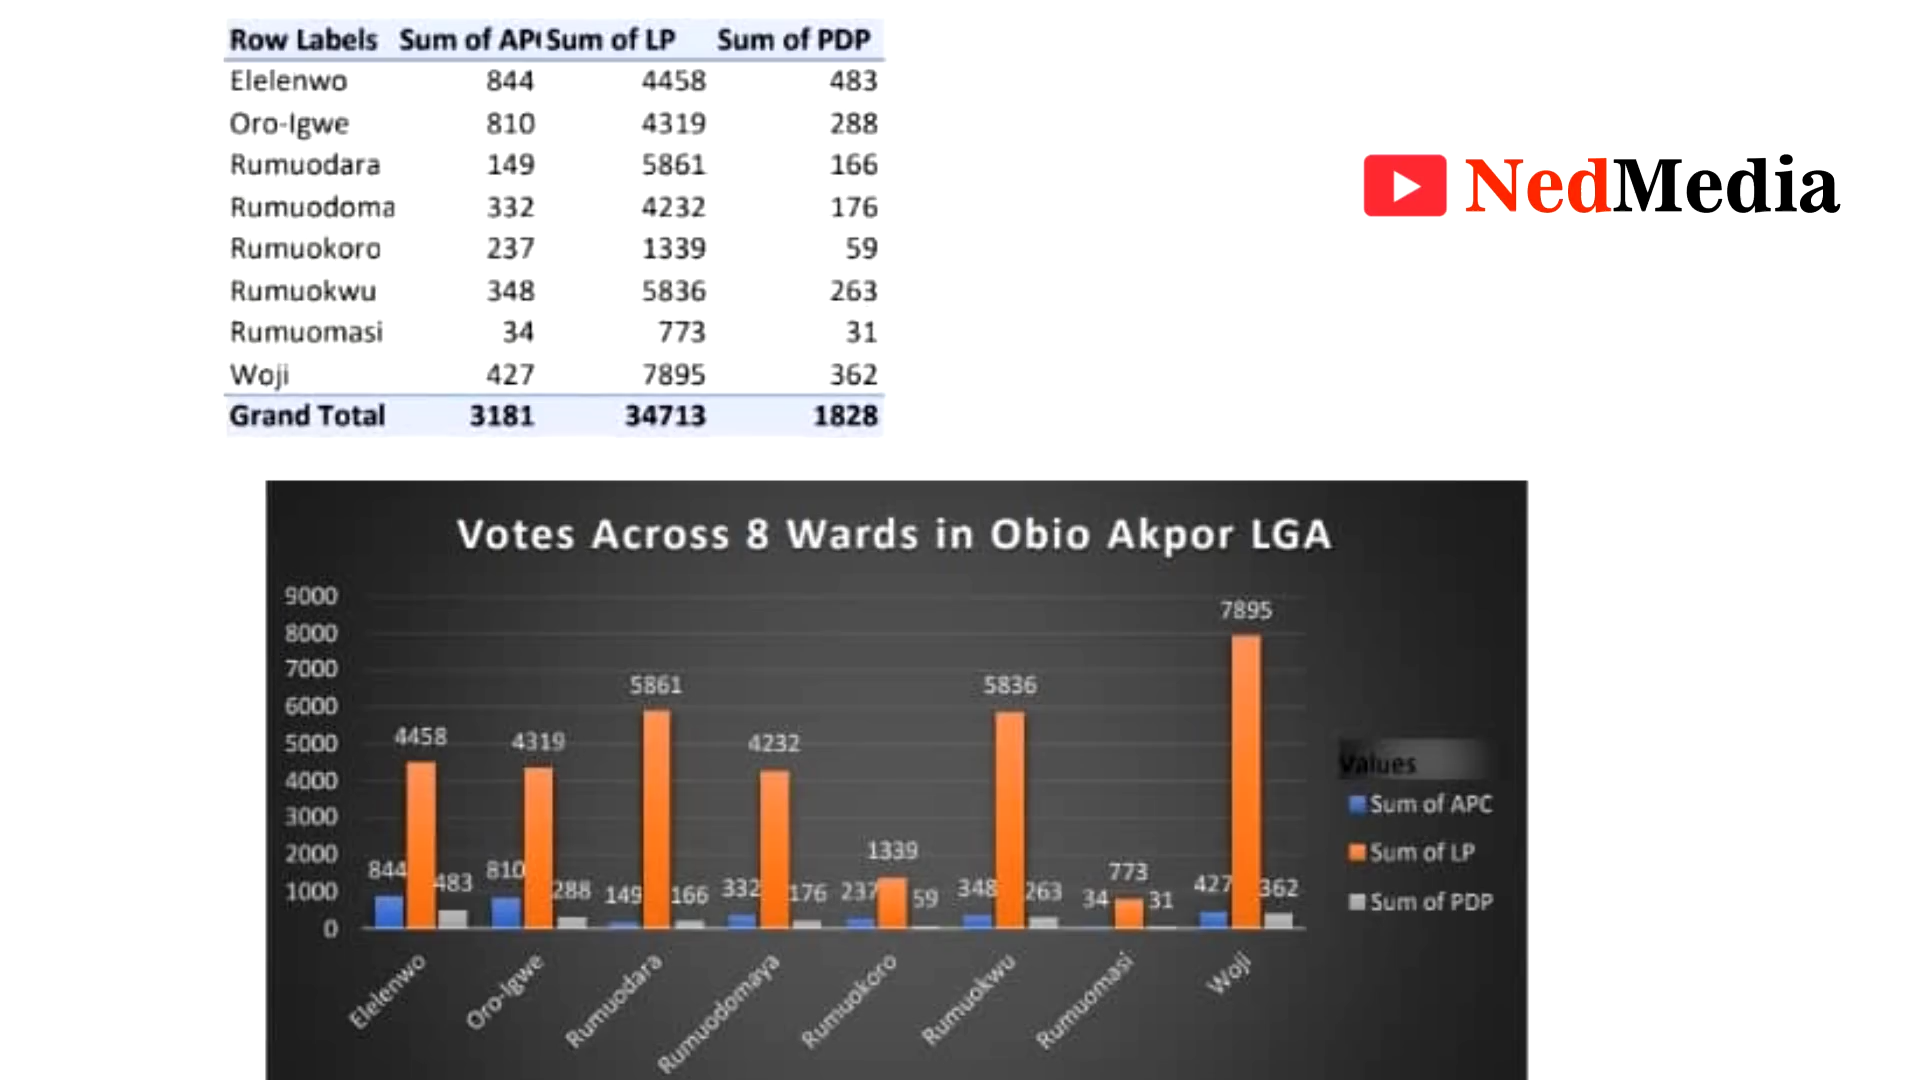 Row Labels Sum of AP Sum of LP Sum of PDP
Elelenwo 844 4458 483
Oro-Igwe 810 4319 288
Rumuodara 149 5861 166
Rumuodoma 332 4232 176
Rumuokoro 237 1339 59
Rumuokwu 348 5836 263
Rumuomasi 34 773 31
Woji 427 7895 362
Grand Total 3181 34713 1828
NedMedia
Votes Across 8 Wards in Obio Akpor LGA
9000
8000
7000
6000
5000
4000
3000
2000
1000
0
844 4458 483
810 4319 288
149 5861 166
332 4232 176
237 1339 59
348 5836 263
34 773 31
427 7895 362
Elelenwo
Oro-Igwe
Rumuodara
Rumuodomaya
Rumuokoro
Rumuokwu
Rumuomasi
Woji
Values
Sum of APC
Sum of LP
Sum of PDP